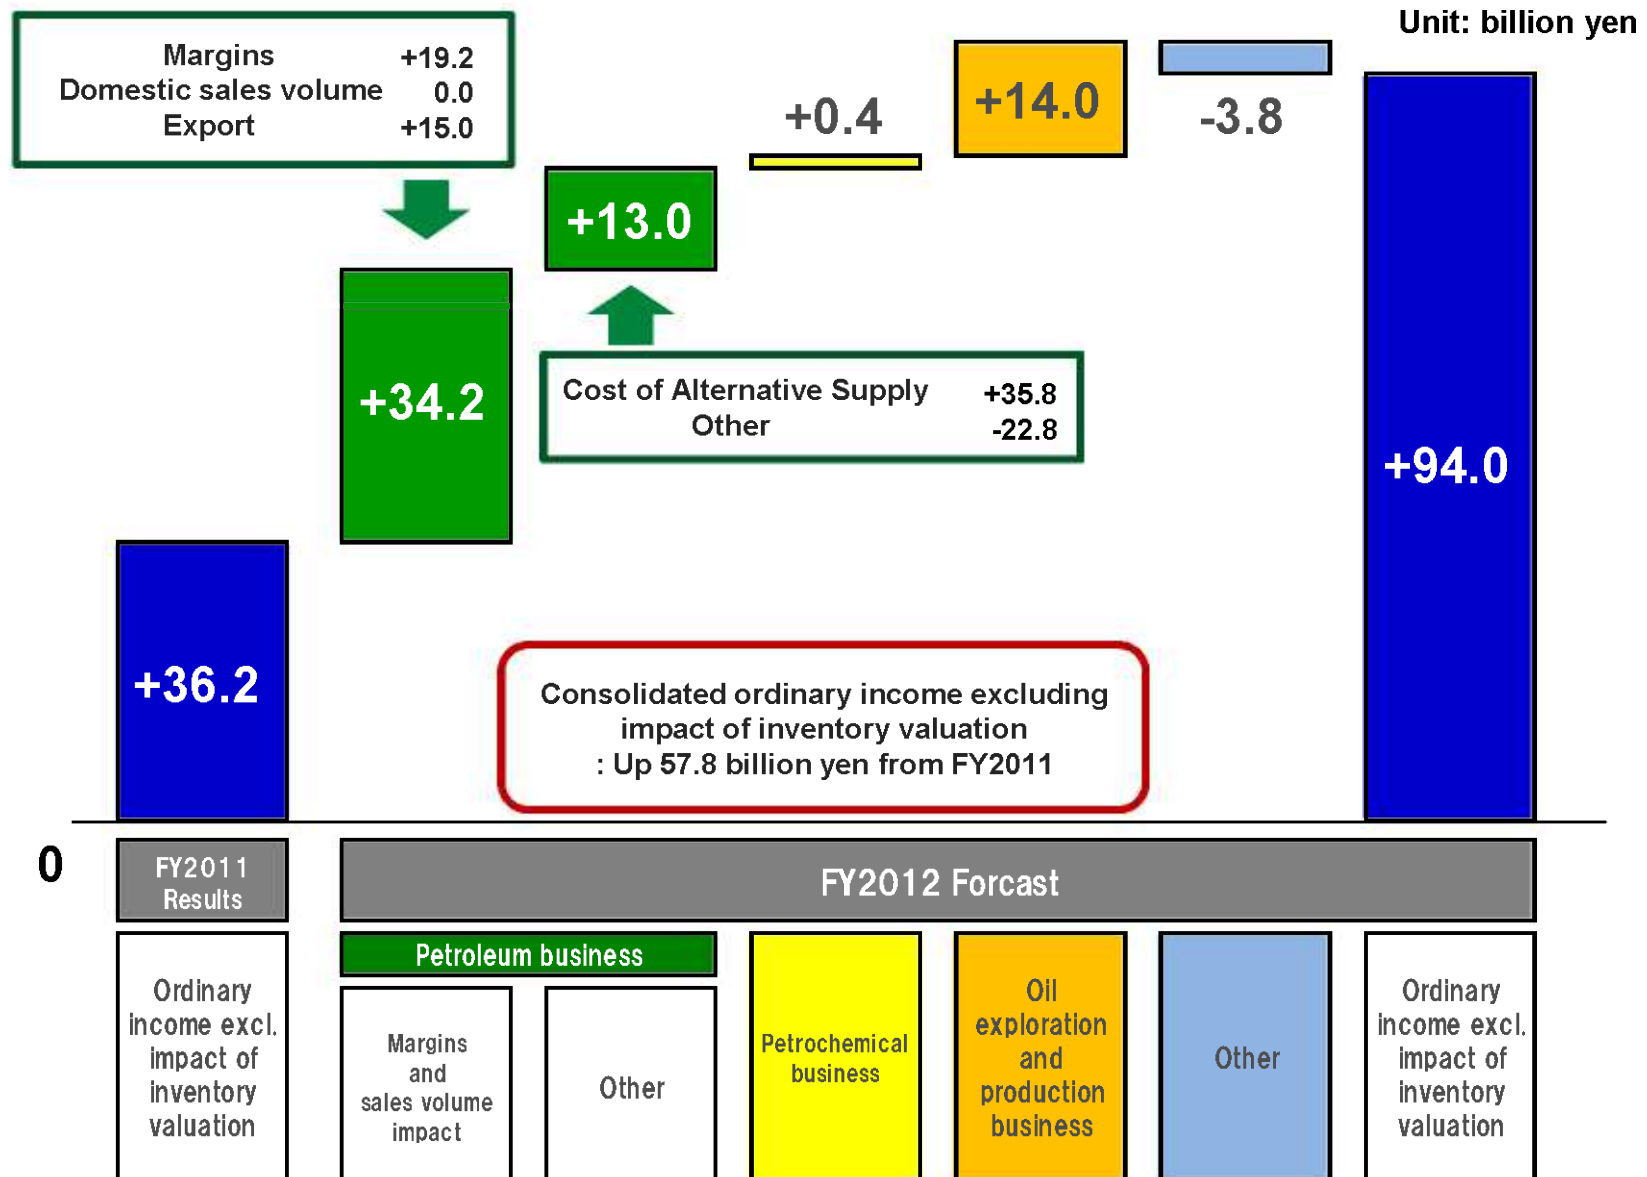 Unit: billion yen
Margins +19.2
Domestic sales volume 0.0
Export +15.0
+34.2
+13.0
Cost of Alternative Supply +35.8
Other -22.8
+0.4
+14.0
-3.8
+36.2
+94.0
Consolidated ordinary income excluding
impact of inventory valuation
: Up 57.8 billion yen from FY2011
0
FY2011
Results
FY2012 Forcast
Ordinary
income excl.
impact of
inventory
valuation
Petroleum business
Margins
and
sales volume
impact
Other
Petrochemical
business
Oil
exploration
and
production
business
Other
Ordinary
income excl.
impact of
inventory
valuation